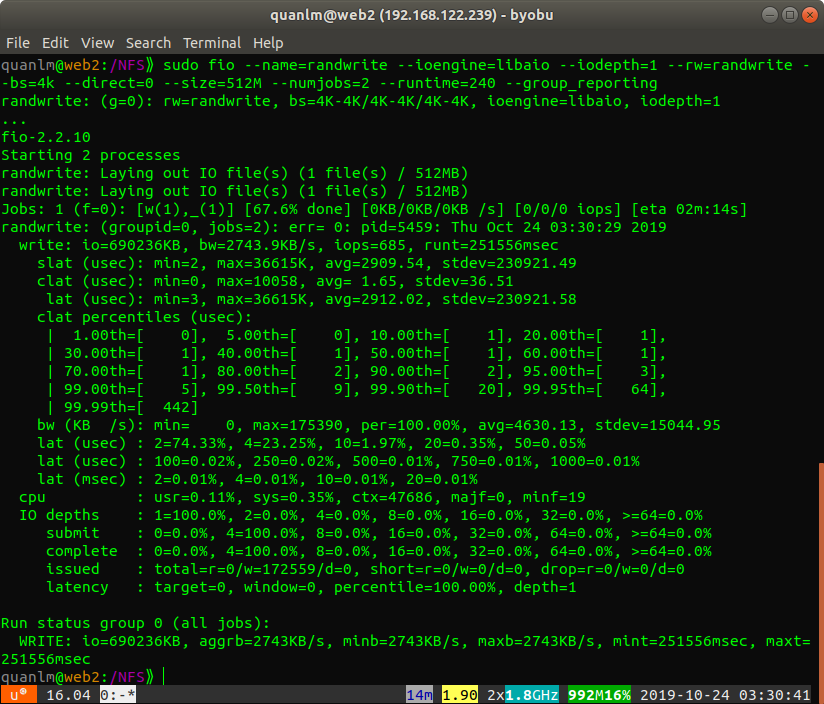 quanlm@web2 (192.168.122.239) - byobu
File Edit View Search Terminal Help
quanlm@web2:/NFS⟫ sudo fio --name=randwrite --ioengine=libaio --iodepth=1 --rw=randwrite -
-bs=4k --direct=0 --size=512M --numjobs=2 --runtime=240 --group_reporting
randwrite: (g=0): rw=randwrite, bs=4K-4K/4K-4K/4K-4K, ioengine=libaio, iodepth=1
...
fio-2.2.10
Starting 2 processes
randwrite: Laying out IO file(s) (1 file(s) / 512MB)
randwrite: Laying out IO file(s) (1 file(s) / 512MB)
Jobs: 1 (f=0): [w(1),_(1)] [67.6% done] [0KB/0KB/0KB /s] [0/0/0 iops] [eta 02m:14s]
randwrite: (groupid=0, jobs=2): err= 0: pid=5459: Thu Oct 24 03:30:29 2019
  write: io=690236KB, bw=2743.9KB/s, iops=685, runt=251556msec
    slat (usec): min=2, max=36615K, avg=2909.54, stdev=230921.49
    clat (usec): min=0, max=10058, avg= 1.65, stdev=36.51
     lat (usec): min=3, max=36615K, avg=2912.02, stdev=230921.58
    clat percentiles (usec):
     |  1.00th=[    0],  5.00th=[    0], 10.00th=[    1], 20.00th=[    1],
     | 30.00th=[    1], 40.00th=[    1], 50.00th=[    1], 60.00th=[    1],
     | 70.00th=[    1], 80.00th=[    2], 90.00th=[    2], 95.00th=[    3],
     | 99.00th=[    5], 99.50th=[    9], 99.90th=[   20], 99.95th=[   64],
     | 99.99th=[  442]
    bw (KB  /s): min=    0, max=175390, per=100.00%, avg=4630.13, stdev=15044.95
    lat (usec) : 2=74.33%, 4=23.25%, 10=1.97%, 20=0.35%, 50=0.05%
    lat (usec) : 100=0.02%, 250=0.02%, 500=0.01%, 750=0.01%, 1000=0.01%
    lat (msec) : 2=0.01%, 4=0.01%, 10=0.01%, 20=0.01%
  cpu          : usr=0.11%, sys=0.35%, ctx=47686, majf=0, minf=19
  IO depths    : 1=100.0%, 2=0.0%, 4=0.0%, 8=0.0%, 16=0.0%, 32=0.0%, >=64=0.0%
     submit    : 0=0.0%, 4=100.0%, 8=0.0%, 16=0.0%, 32=0.0%, 64=0.0%, >=64=0.0%
     complete  : 0=0.0%, 4=100.0%, 8=0.0%, 16=0.0%, 32=0.0%, 64=0.0%, >=64=0.0%
     issued    : total=r=0/w=172559/d=0, short=r=0/w=0/d=0, drop=r=0/w=0/d=0
     latency   : target=0, window=0, percentile=100.00%, depth=1
Run status group 0 (all jobs):
  WRITE: io=690236KB, aggrb=2743KB/s, minb=2743KB/s, maxb=2743KB/s, mint=251556msec, maxt=
251556msec
quanlm@web2:/NFS⟫
u® 16.04 0:-* 14m 1.90 2x1.8GHz 992M16% 2019-10-24 03:30:41